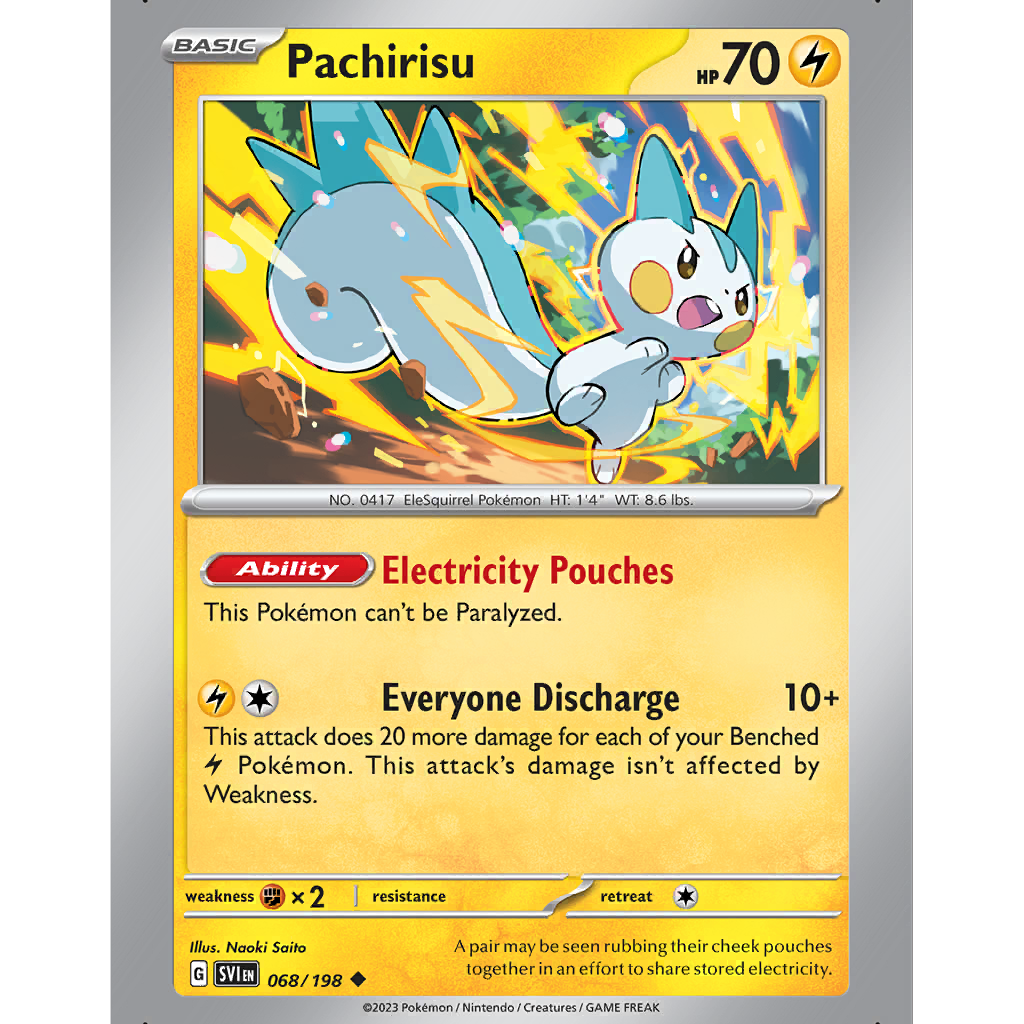 BASIC
Pachirisu
HP 70
NO. 0417 EleSquirrel Pokémon HT: 1'4" WT: 8.6 lbs.
Ability Electricity Pouches
This Pokémon can't be Paralyzed.
Everyone Discharge 10+
This attack does 20 more damage for each of your Benched
Pokémon. This attack's damage isn't affected by
Weakness.
weakness ×2 resistance retreat
Illus. Naoki Saito
A pair may be seen rubbing their cheek pouches
together in an effort to share stored electricity.
G SVI EN 068/198
©2023 Pokémon / Nintendo / Creatures / GAME FREAK